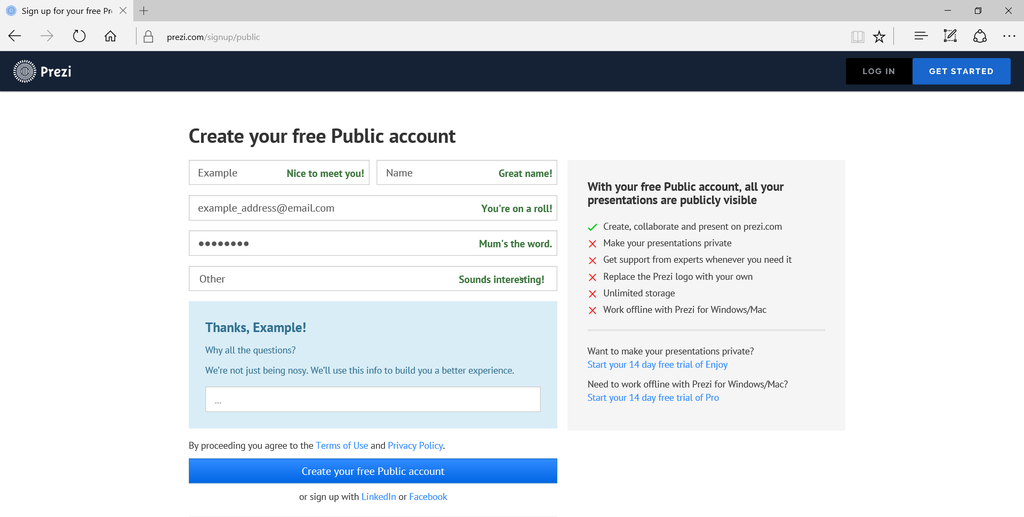 Sign up for your free Pr
prezi.com/signup/public
Prezi
LOG IN
GET STARTED
Create your free Public account
Example Nice to meet you! Name Great name!
example_address@email.com You're on a roll!
●●●●●●●● Mum's the word.
Other Sounds interesting!
Thanks, Example!
Why all the questions?
We're not just being nosy. We'll use this info to build you a better experience.
...
By proceeding you agree to the Terms of Use and Privacy Policy.
Create your free Public account
or sign up with LinkedIn or Facebook
With your free Public account, all your
presentations are publicly visible
Create, collaborate and present on prezi.com
Make your presentations private
Get support from experts whenever you need it
Replace the Prezi logo with your own
Unlimited storage
Work offline with Prezi for Windows/Mac
Want to make your presentations private?
Start your 14 day free trial of Enjoy
Need to work offline with Prezi for Windows/Mac?
Start your 14 day free trial of Pro